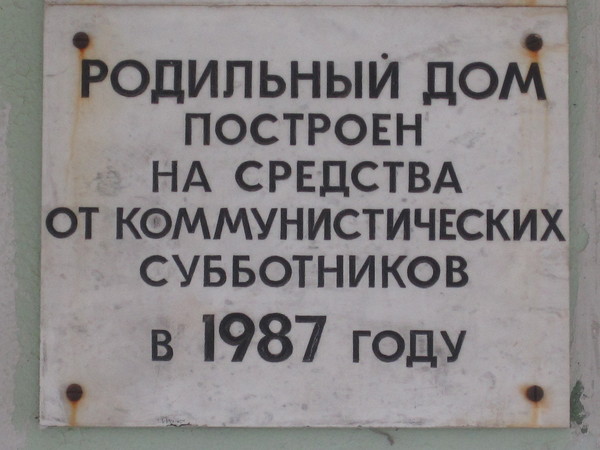 РОДИЛЬНЫЙ ДОМ
ПОСТРОЕН
НА СРЕДСТВА
ОТ КОММУНИСТИЧЕСКИХ
СУББОТНИКОВ
В 1987 ГОДУ